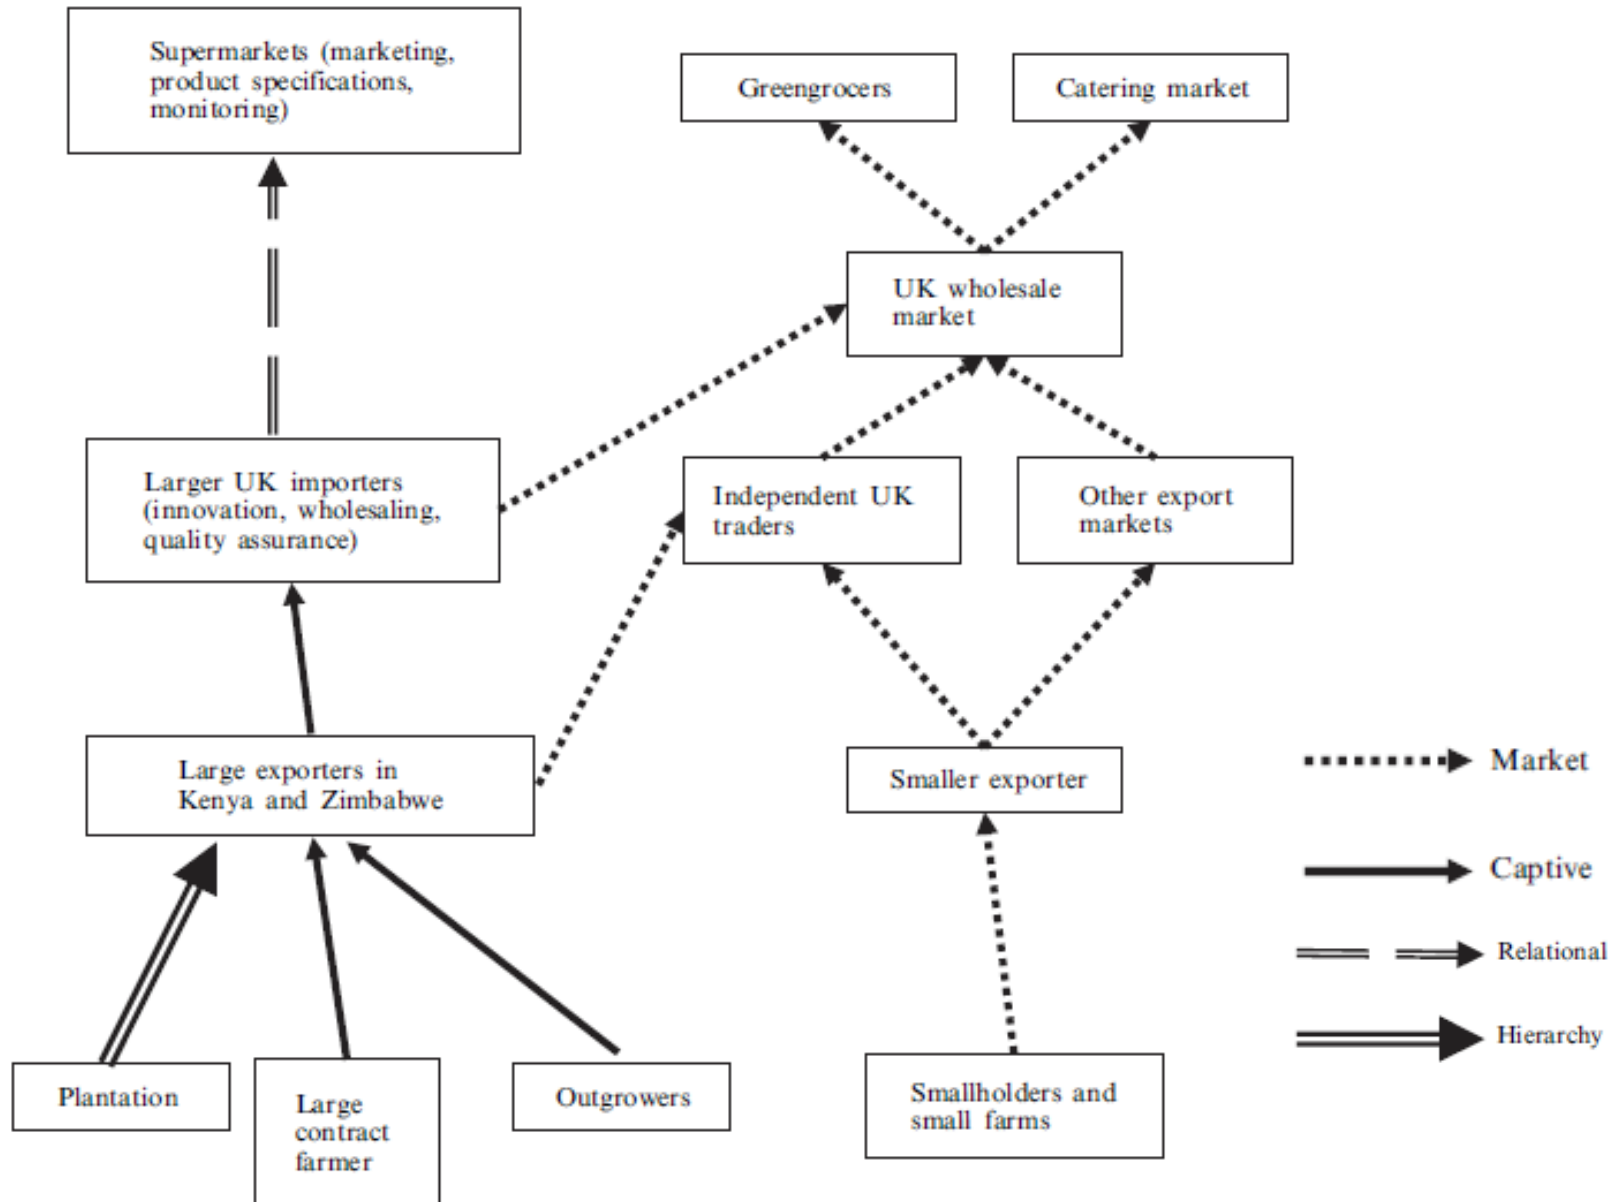 Supermarkets (marketing,
product specifications,
monitoring)
Greengrocers
Catering market
UK wholesale
market
Larger UK importers
(innovation, wholesaling,
quality assurance)
Independent UK
traders
Other export
markets
Large exporters in
Kenya and Zimbabwe
Smaller exporter
Market
Captive
Relational
Hierarchy
Plantation
Large
contract
farmer
Outgrowers
Smallholders and
small farms